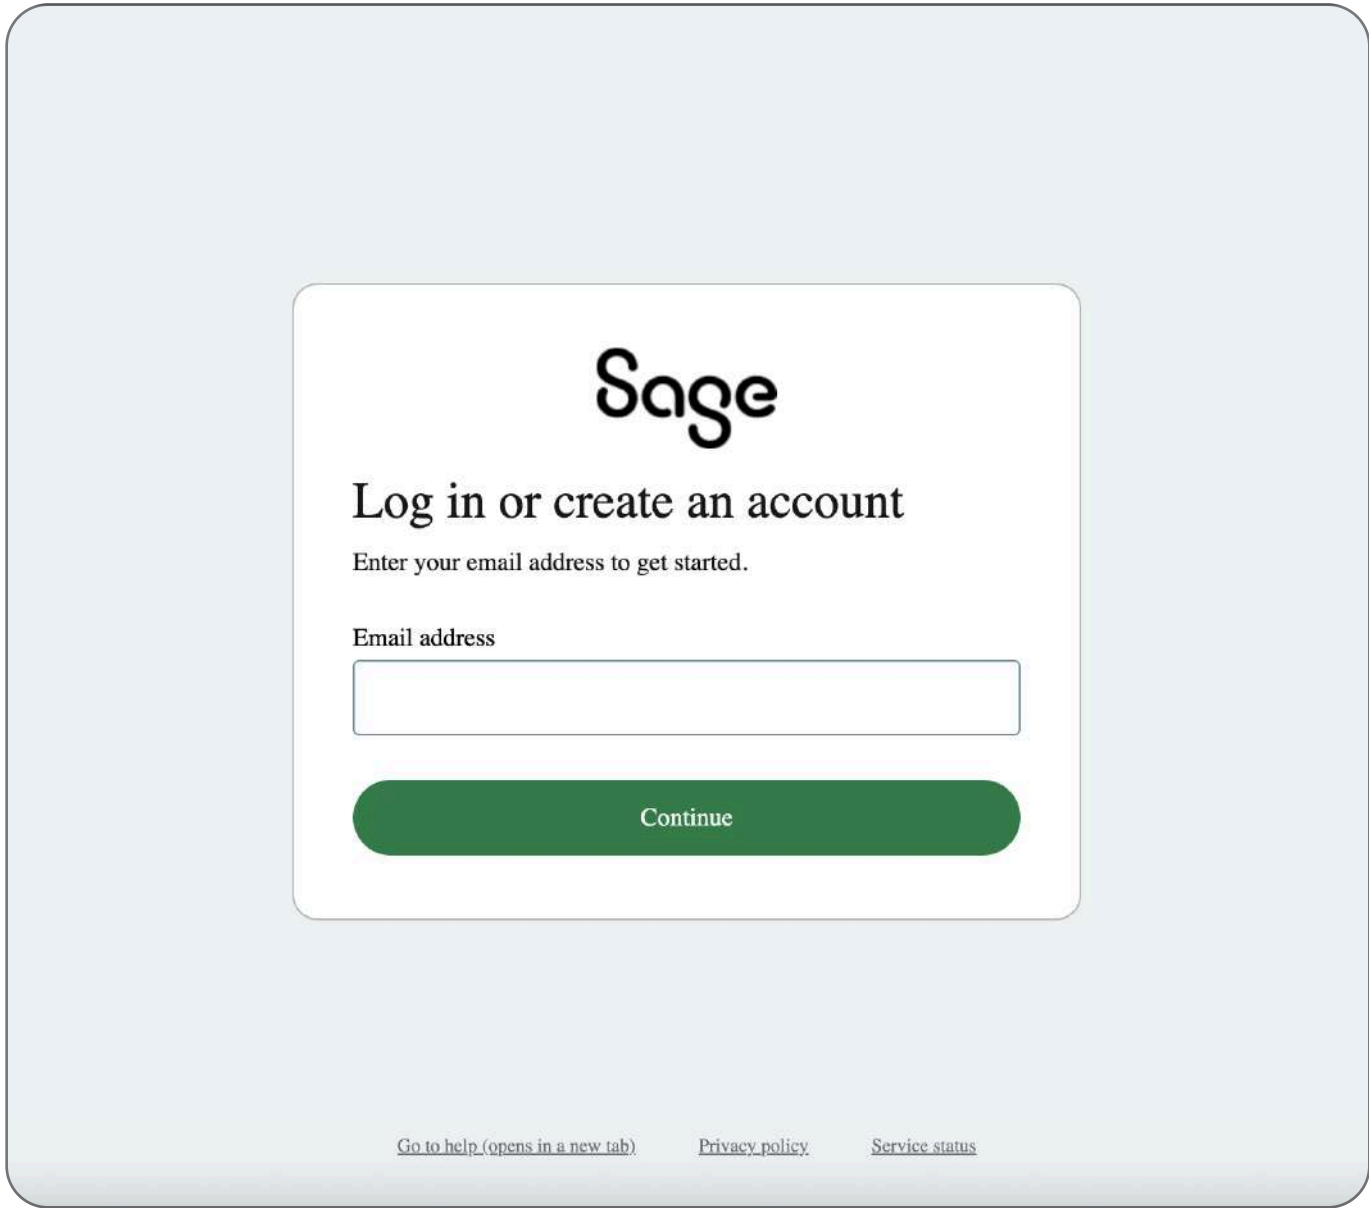 Sage
Log in or create an account
Enter your email address to get started.
Email address
Continue
Go to help (opens in a new tab) Privacy policy Service status